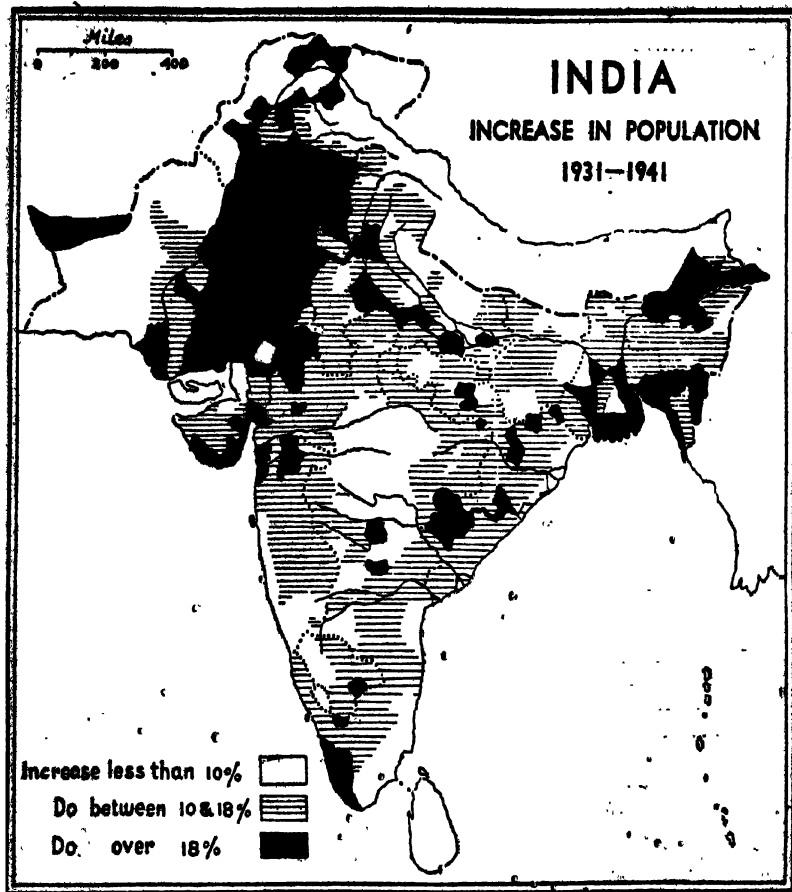 Miles
0 200 400
INDIA
INCREASE IN POPULATION
1931—1941
Increase less than 10%
Do between 10 & 18%
Do. over 18%